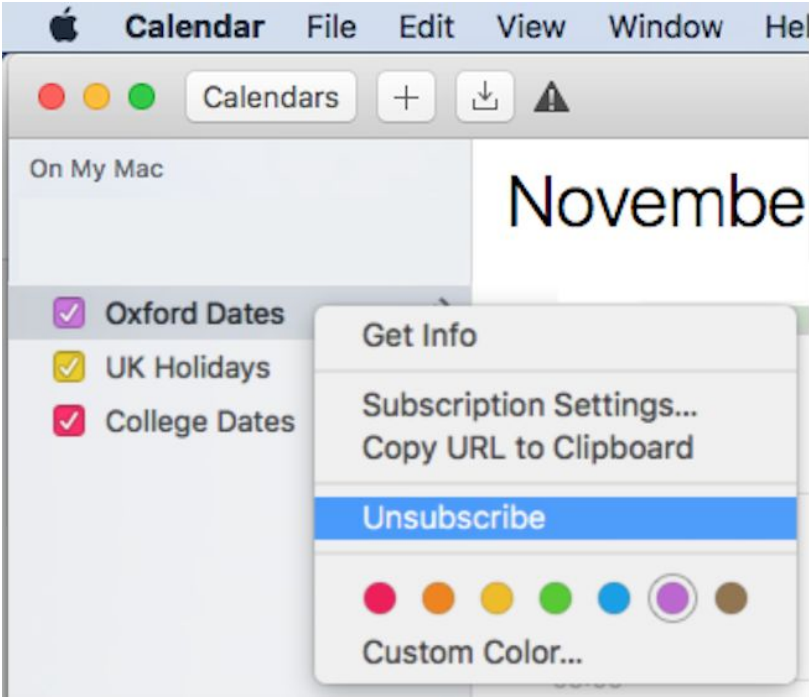 Calendar File Edit View Window Hel
Calendars
On My Mac
Novembe
Oxford Dates
UK Holidays
College Dates
Get Info
Subscription Settings...
Copy URL to Clipboard
Unsubscribe
Custom Color...